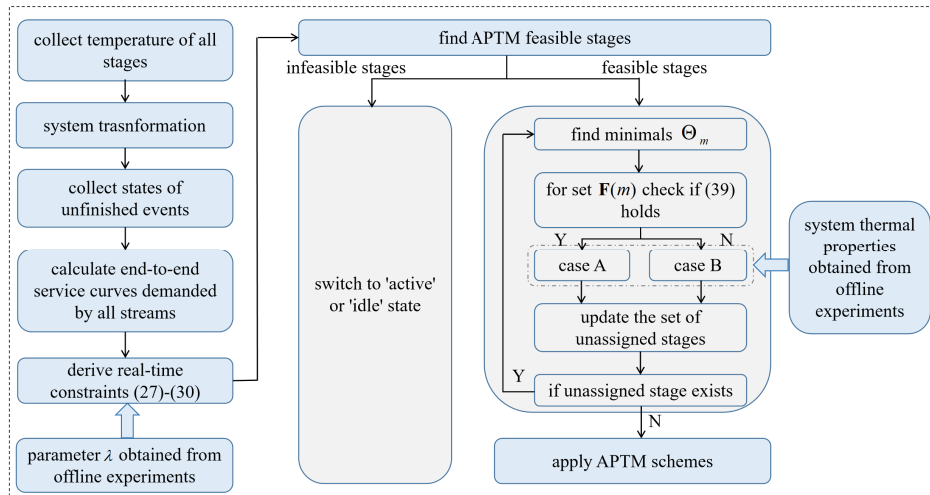 collect temperature of all
stages
system trasnformation
collect states of
unfinished events
calculate end-to-end
service curves demanded
by all streams
derive real-time
constraints (27)-(30)
parameter λ obtained from
offline experiments
find APTM feasible stages
infeasible stages
feasible stages
switch to 'active'
or 'idle' state
find minimals Θm
for set F(m) check if (39)
holds
Y
N
case A
case B
update the set of
unassigned stages
Y
if unassigned stage exists
N
apply APTM schemes
system thermal
properties
obtained from
offline
experiments